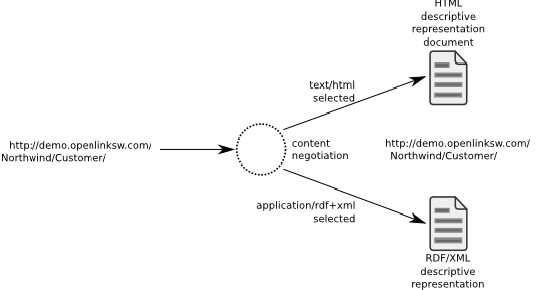 HTML
descriptive
representation
document
text/html
selected
http://demo.openlinksw.com/
Northwind/Customer/
content
negotiation
http://demo.openlinksw.com/
Northwind/Customer/
application/rdf+xml
selected
RDF/XML
descriptive
representation